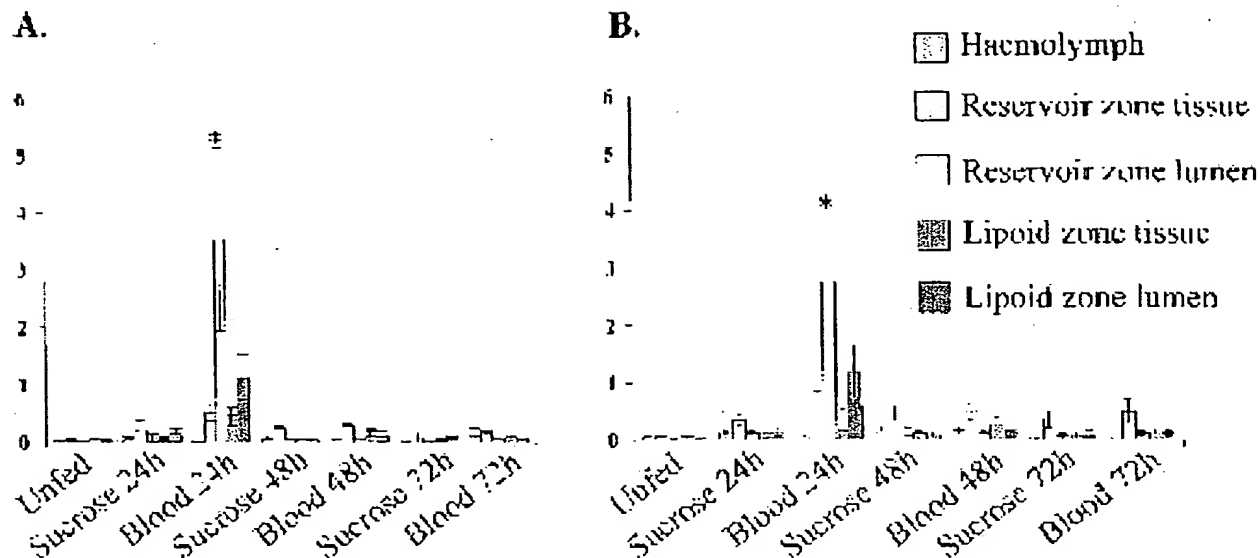 A.
6
5
4
3
2
1
0
*
Unfed
Sucrose 24h
Blood 24h
Sucrose 48h
Blood 48h
Sucrose 72h
Blood 72h
B.
6
5
4
3
2
1
0
*
Unfed
Sucrose 24h
Blood 24h
Sucrose 48h
Blood 48h
Sucrose 72h
Blood 72h
Haemolymph
Reservoir zone tissue
Reservoir zone lumen
Lipoid zone tissue
Lipoid zone lumen